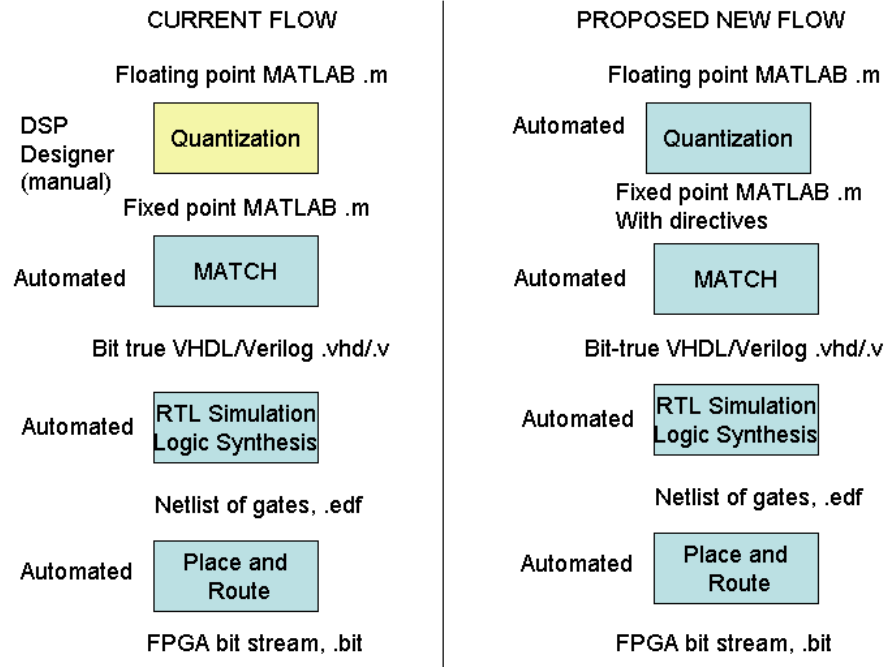 CURRENT FLOW
Floating point MATLAB .m
DSP
Designer
(manual)
Quantization
Fixed point MATLAB .m
Automated
MATCH
Bit true VHDL/Verilog .vhd/.v
Automated
RTL Simulation
Logic Synthesis
Netlist of gates, .edf
Automated
Place and
Route
FPGA bit stream, .bit
PROPOSED NEW FLOW
Floating point MATLAB .m
Automated
Quantization
Fixed point MATLAB .m
With directives
Automated
MATCH
Bit-true VHDL/Verilog .vhd/.v
Automated
RTL Simulation
Logic Synthesis
Netlist of gates, .edf
Automated
Place and
Route
FPGA bit stream, .bit